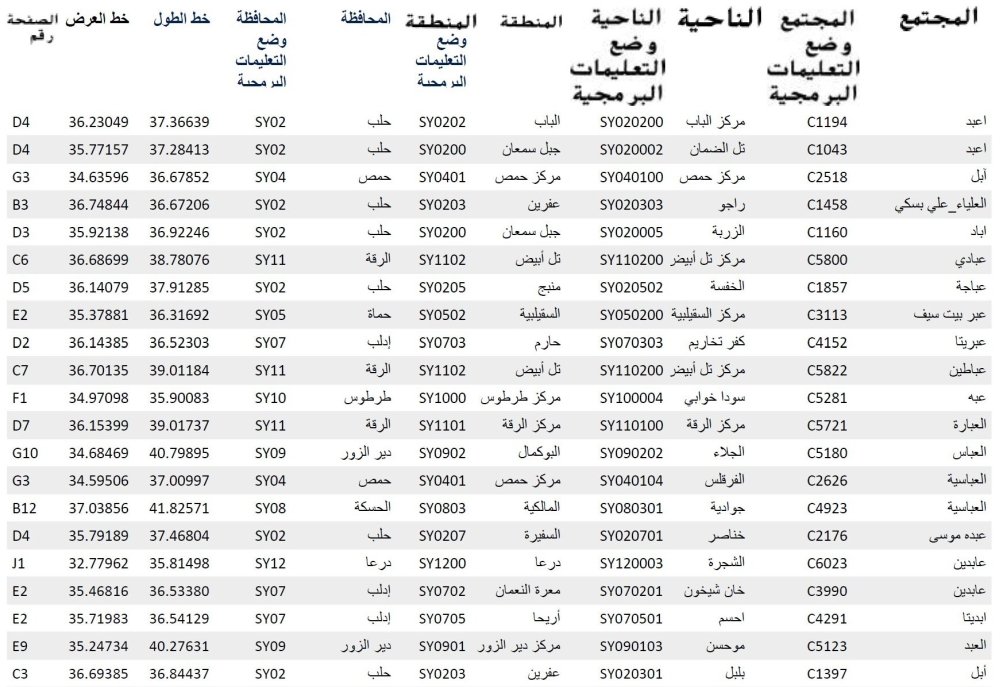 المجتمع المجتمع وضع التعليمات البرمجية الناحية الناحية وضع التعليمات البرمجية المنطقة المنطقة وضع التعليمات البرمجية المحافظة المحافظة وضع التعليمات البرمجية خط الطول خط العرض الصفحة رقم
اعبد C1194 مركز الباب SY020200 الباب SY0202 حلب SY02 37.36639 36.23049 D4
اعبد C1043 تل الضمان SY020002 جبل سمعان SY0200 حلب SY02 37.28413 35.77157 D4
آبل C2518 مركز حمص SY040100 مركز حمص SY0401 حمص SY04 36.67852 34.63596 G3
العلياء_علي بسكي C1458 راجو SY020303 عفرين SY0203 حلب SY02 36.67206 36.74844 B3
اباد C1160 الزربة SY020005 جبل سمعان SY0200 حلب SY02 36.92246 35.92138 D3
عبادي C5800 مركز تل أبيض SY110200 تل أبيض SY1102 الرقة SY11 38.78076 36.68699 C6
عباجة C1857 الخفسة SY020502 منبج SY0205 حلب SY02 37.91285 36.14079 D5
عبر بيت سيف C3113 مركز السقيلبية SY050200 السقيلبية SY0502 حماة SY05 36.31692 35.37881 E2
عبريتا C4152 كفر تخاريم SY070303 حارم SY0703 إدلب SY07 36.52303 36.14385 D2
عباطين C5822 مركز تل أبيض SY110200 تل أبيض SY1102 الرقة SY11 39.01184 36.70135 C7
عبه C5281 سودا خوابي SY100004 مركز طرطوس SY1000 طرطوس SY10 35.90083 34.97098 F1
العبارة C5721 مركز الرقة SY110100 مركز الرقة SY1101 الرقة SY11 39.01737 36.15399 D7
العباس C5180 الجلاء SY090202 البوكمال SY0902 دير الزور SY09 40.79895 34.68469 G10
العباسية C2626 الفرقلس SY040104 مركز حمص SY0401 حمص SY04 37.00997 34.59506 G3
العباسية C4923 جوادية SY080301 المالكية SY0803 الحسكة SY08 41.82571 37.03856 B12
عبده موسى C2176 خناصر SY020701 السفيرة SY0207 حلب SY02 37.46804 35.79189 D4
عابدين C6023 الشجرة SY120003 درعا SY1200 درعا SY12 35.81498 32.77962 J1
عابدين C3990 خان شيخون SY070201 معرة النعمان SY0702 إدلب SY07 36.53380 35.46816 E2
ابديتا C4291 احسم SY070501 أريحا SY0705 إدلب SY07 36.54129 35.71983 E2
العبد C5123 موحسن SY090103 مركز دير الزور SY0901 دير الزور SY09 40.27631 35.24734 E9
أبل C1397 بلبل SY020301 عفرين SY0203 حلب SY02 36.84437 36.69385 C3